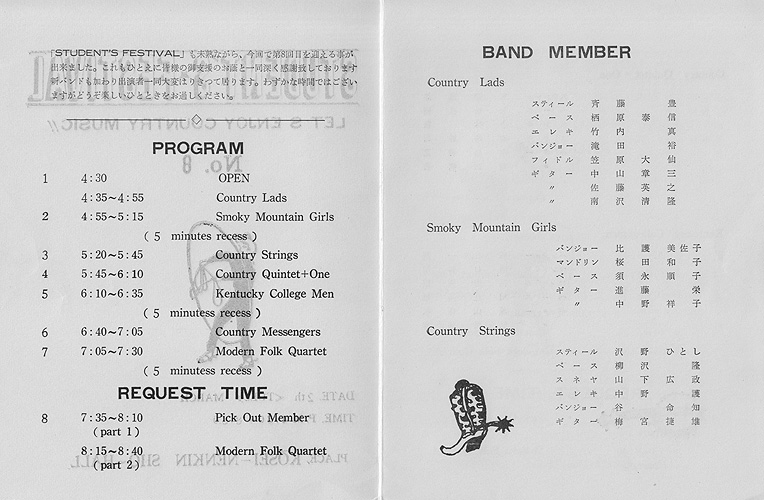 「STUDENT'S FESTIVAL」も未熟ながら、今回で第8回目を迎える事が
出来ました。これもひとえに皆様の御支援のお蔭と一同深く感謝致しております
新バンドも加わり出演者一同大変はりきって居ります。わずかな時間ではござい
ますがどうぞ楽しいひとときをお過しください。
PROGRAM
1 4:30 OPEN
4:35~4:55 Country Lads
2 4:55~5:15 Smoky Mountain Girls
( 5 minutes recess )
3 5:20~5:45 Country Strings
4 5:45~6:10 Country Quintet+One
5 6:10~6:35 Kentucky College Men
( 5 minutess recess )
6 6:40~7:05 Country Messengers
7 7:05~7:30 Modern Folk Quartet
( 5 minutess recess )
REQUEST TIME
8 7:35~8:10 Pick Out Member
(part 1)
8:15~8:40 Modern Folk Quartet
(part 2)
BAND MEMBER
Country Lads
スティール 斉藤 豊
ベース 栖原泰信
エレキ 竹内 真
バンジョー 滝田 裕
フィドル 笠原大仙
ギター 中山章三
〃 佐藤英之
〃 南沢清隆
Smoky Mountain Girls
バンジョー 比護美佐子
マンドリン 桜田和子
ベース 須永順子
ギター 進藤 栄
〃 中野祥子
Country Strings
スティール 沢野ひとし
ベース 柳沢 隆
スネヤ 山下広政
エレキ 中野 護
バンジョー 谷 命知
ギター 梅宮捷雄